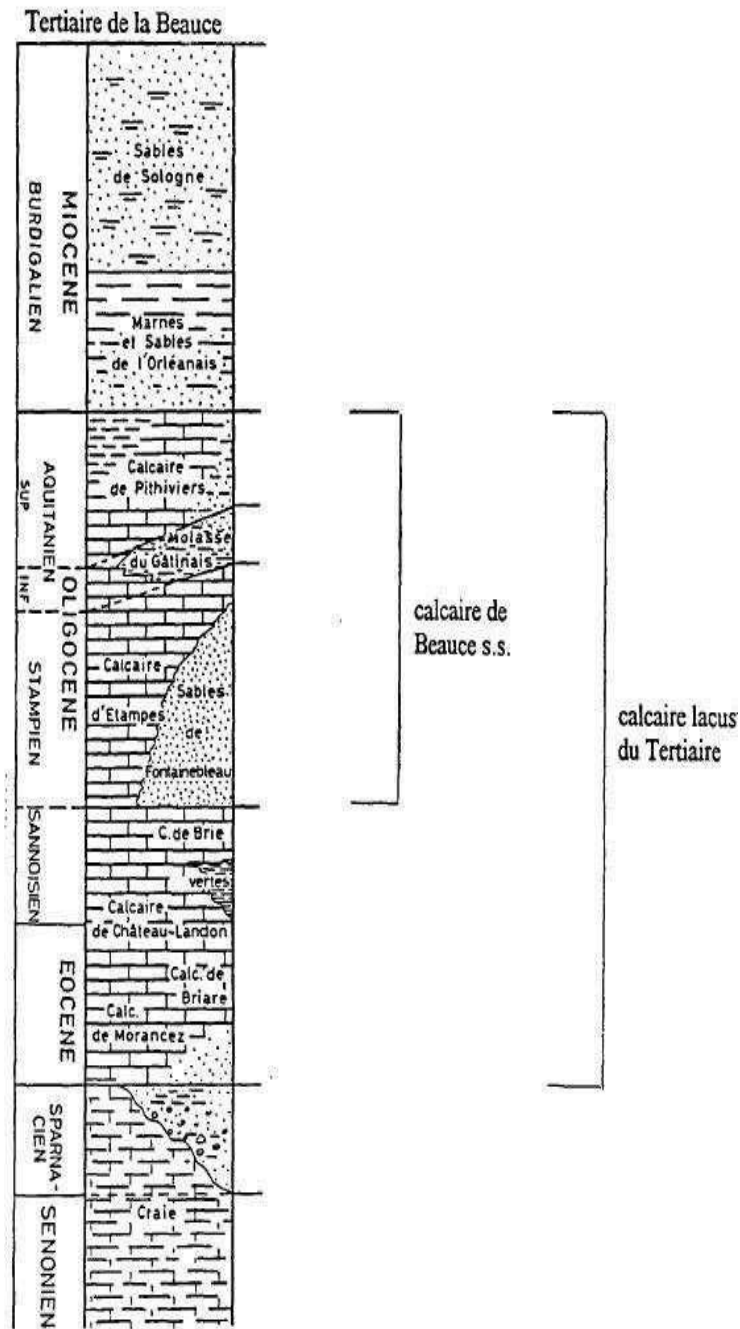 Tertiaire de la Beauce
MIOCENE
BURDIGALIEN
Sables
de Sologne
Marnes
et Sables
de l'Orléanais
OLIGOCENE
AQUITANIEN
SUP
INF
Calcaire
de Pithiviers
Molasse
du Gâtinais
STAMPIEN
Calcaire
d'Etampes
Sables
de
Fontainebleau
calcaire de
Beauce s.s.
calcaire lacus
du Tertiaire
SANNOISIEN
C. de Brie
vertes
Calcaire
de Château-Landon
EOCENE
Calc. de
Briare
Calc.
de Morancez
SPARNA-
CIEN
SENONIEN
Craie